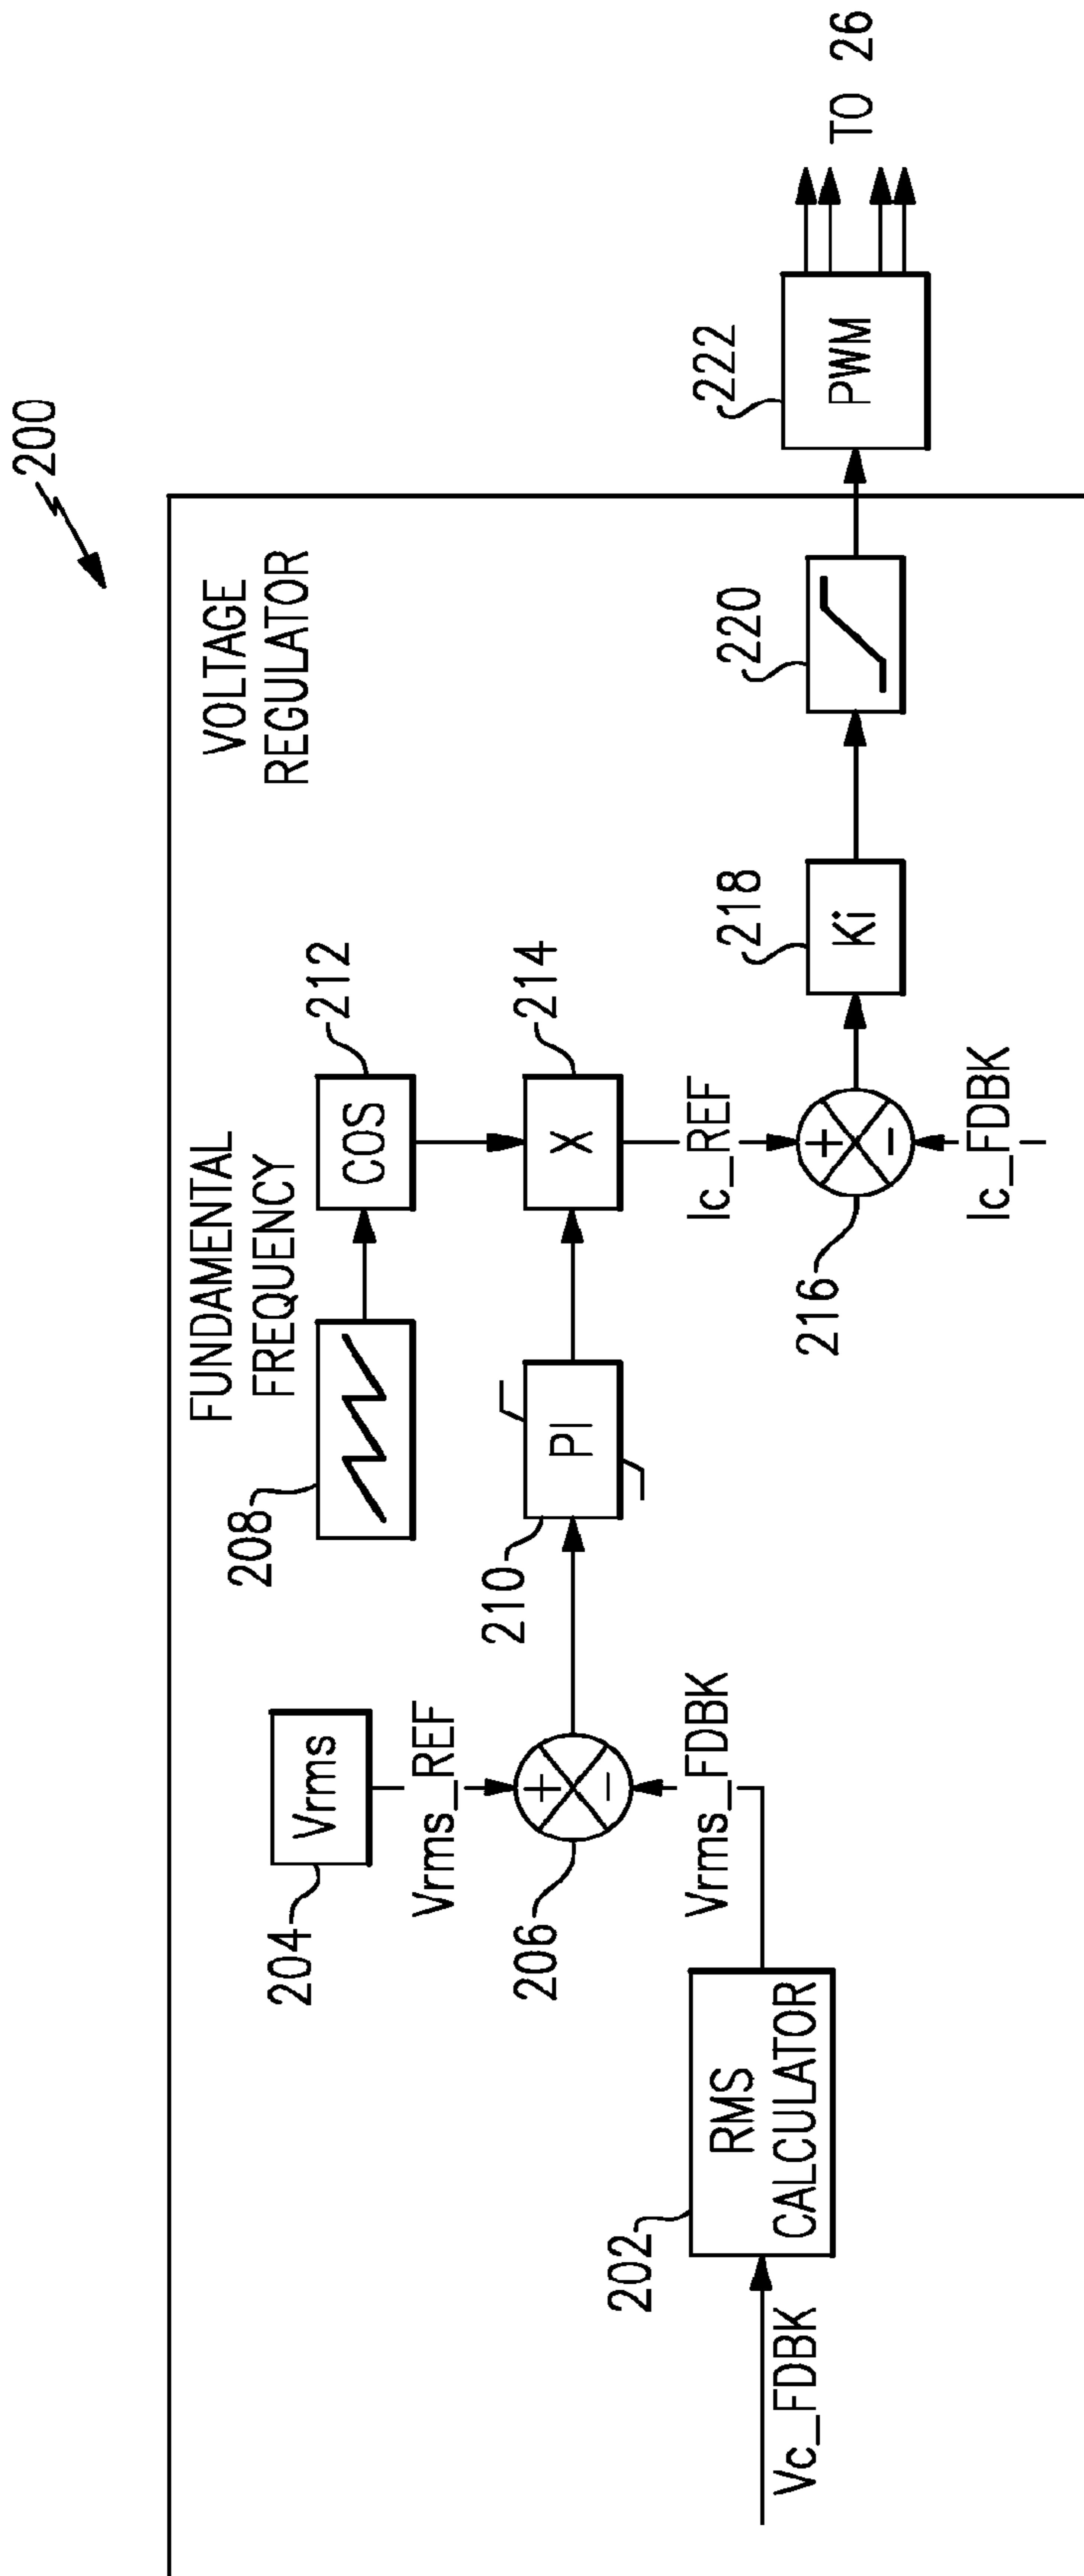 200
VOLTAGE
REGULATOR
FUNDAMENTAL
FREQUENCY
208
COS
212
204
Vrms
Vrms_REF
206
210
PI
X
214
Ic_REF
Vrms_FDBK
202
RMS
CALCULATOR
Vc_FDBK
216
Ic_FDBK
218
Ki
220
222
PWM
TO 26